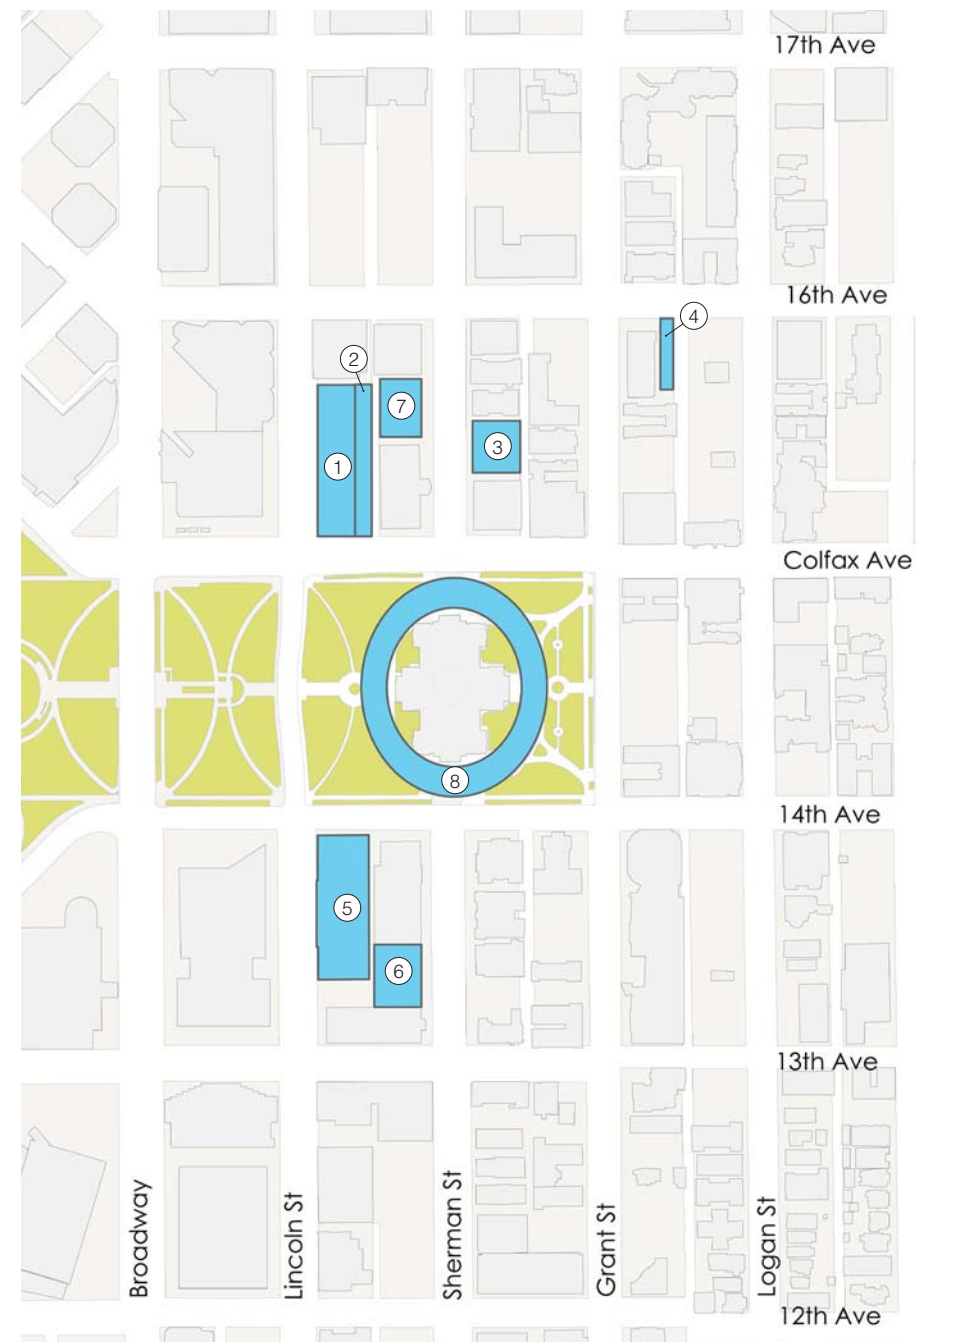 17th Ave
16th Ave
4
2
7
3
1
Colfax Ave
8
14th Ave
5
6
13th Ave
Broadway
Lincoln St
Sherman St
Grant St
Logan St
12th Ave